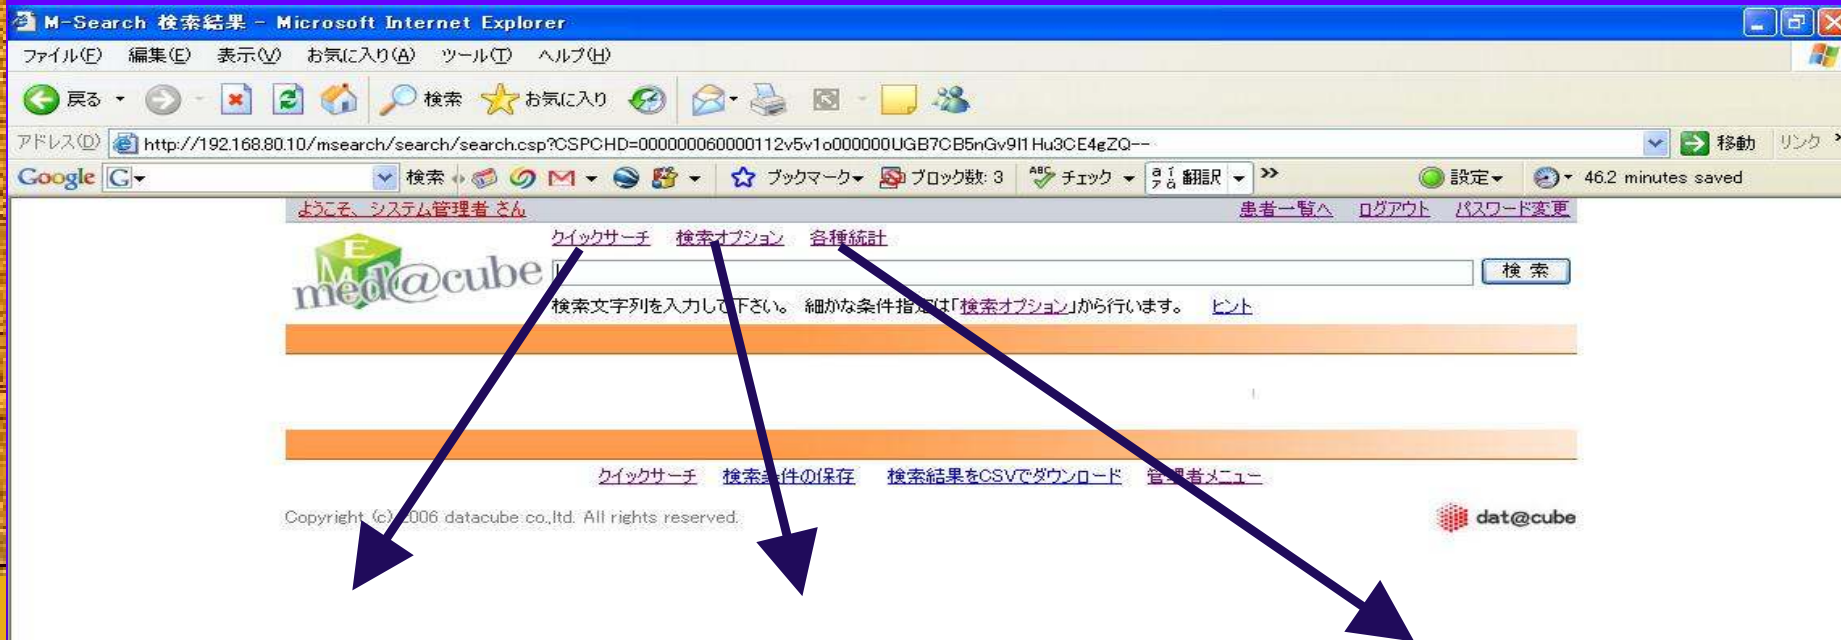 M-Search 検索結果 - Microsoft Internet Explorer
ファイル(F) 編集(E) 表示(V) お気に入り(A) ツール(T) ヘルプ(H)
戻る 検索 お気に入り
アドレス(D) http://192.168.80.10/msearch/search/search.csp?CSPCHD=000000060000112v5v1o000000UGB7CB5nGv9I1Hu3CE4gZQ-- 移動 リンク »
Google G 検索 ブックマーク ブロック数: 3 ABC チェック 翻訳 » 設定 46.2 minutes saved
ようこそ、システム管理者 さん 患者一覧へ ログアウト パスワード変更
クイックサーチ 検索オプション 各種統計
EM med@cube 検 索
検索文字列を入力して下さい。 細かな条件指定は「検索オプション」から行います。 ヒント
クイックサーチ 検索条件の保存 検索結果をCSVでダウンロード 管理者メニュー
Copyright (c) 2006 datacube co.,ltd. All rights reserved. dat@cube